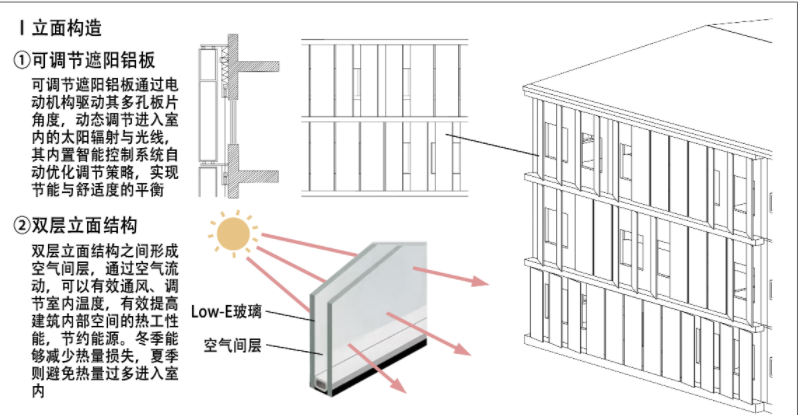 I 立面构造
①可调节遮阳铝板
可调节遮阳铝板通过电
动机构驱动其多孔板片
角度，动态调节进入室
内的太阳辐射与光线，
其内置智能控制系统自
动优化调节策略，实现
节能与舒适度的平衡
②双层立面结构
双层立面结构之间形成
空气间层，通过空气流
动，可以有效通风、调
节室内温度，有效提高
建筑内部空间的热工性
能，节约能源。冬季能
够减少热量损失，夏季
则避免热量过多进入室
内
Low-E玻璃
空气间层